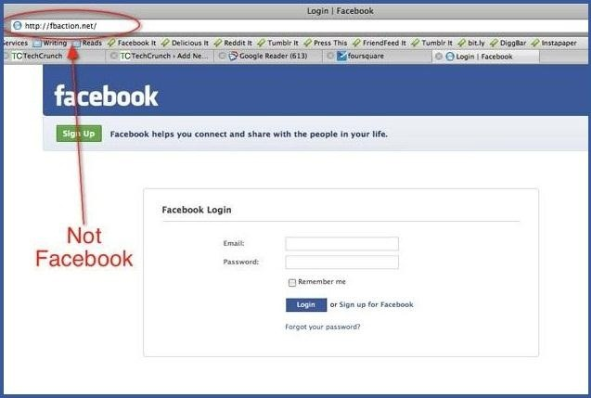 Login | Facebook
http://fbaction.net/
Services Writing Reads Facebook It Delicious It Reddit It Tumblr It Press This FriendFeed It Tumblr It bit.ly DiggBar Instapaper
TechCrunch TechCrunch › Add Ne... Google Reader (613) foursquare Login | Facebook
facebook
Sign Up Facebook helps you connect and share with the people in your life.
Facebook Login
Email:
Password:
Remember me
Login or Sign up for Facebook
Forgot your password?
Not
Facebook